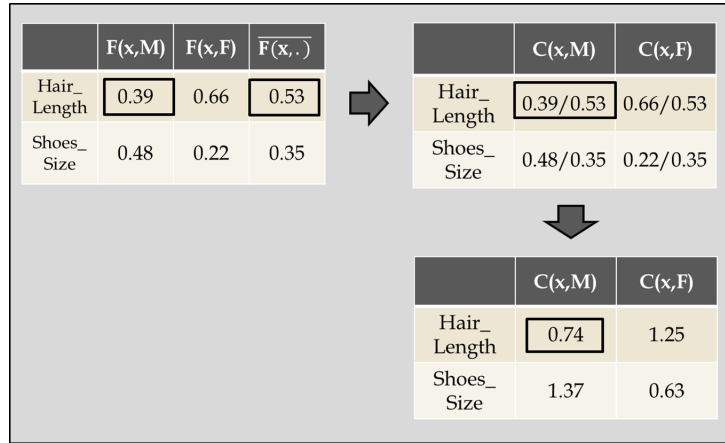 F(x,M) F(x,F) F(x,.)
Hair_
Length 0.39 0.66 0.53
Shoes_
Size 0.48 0.22 0.35
C(x,M) C(x,F)
Hair_
Length 0.39/0.53 0.66/0.53
Shoes_
Size 0.48/0.35 0.22/0.35
C(x,M) C(x,F)
Hair_
Length 0.74 1.25
Shoes_
Size 1.37 0.63